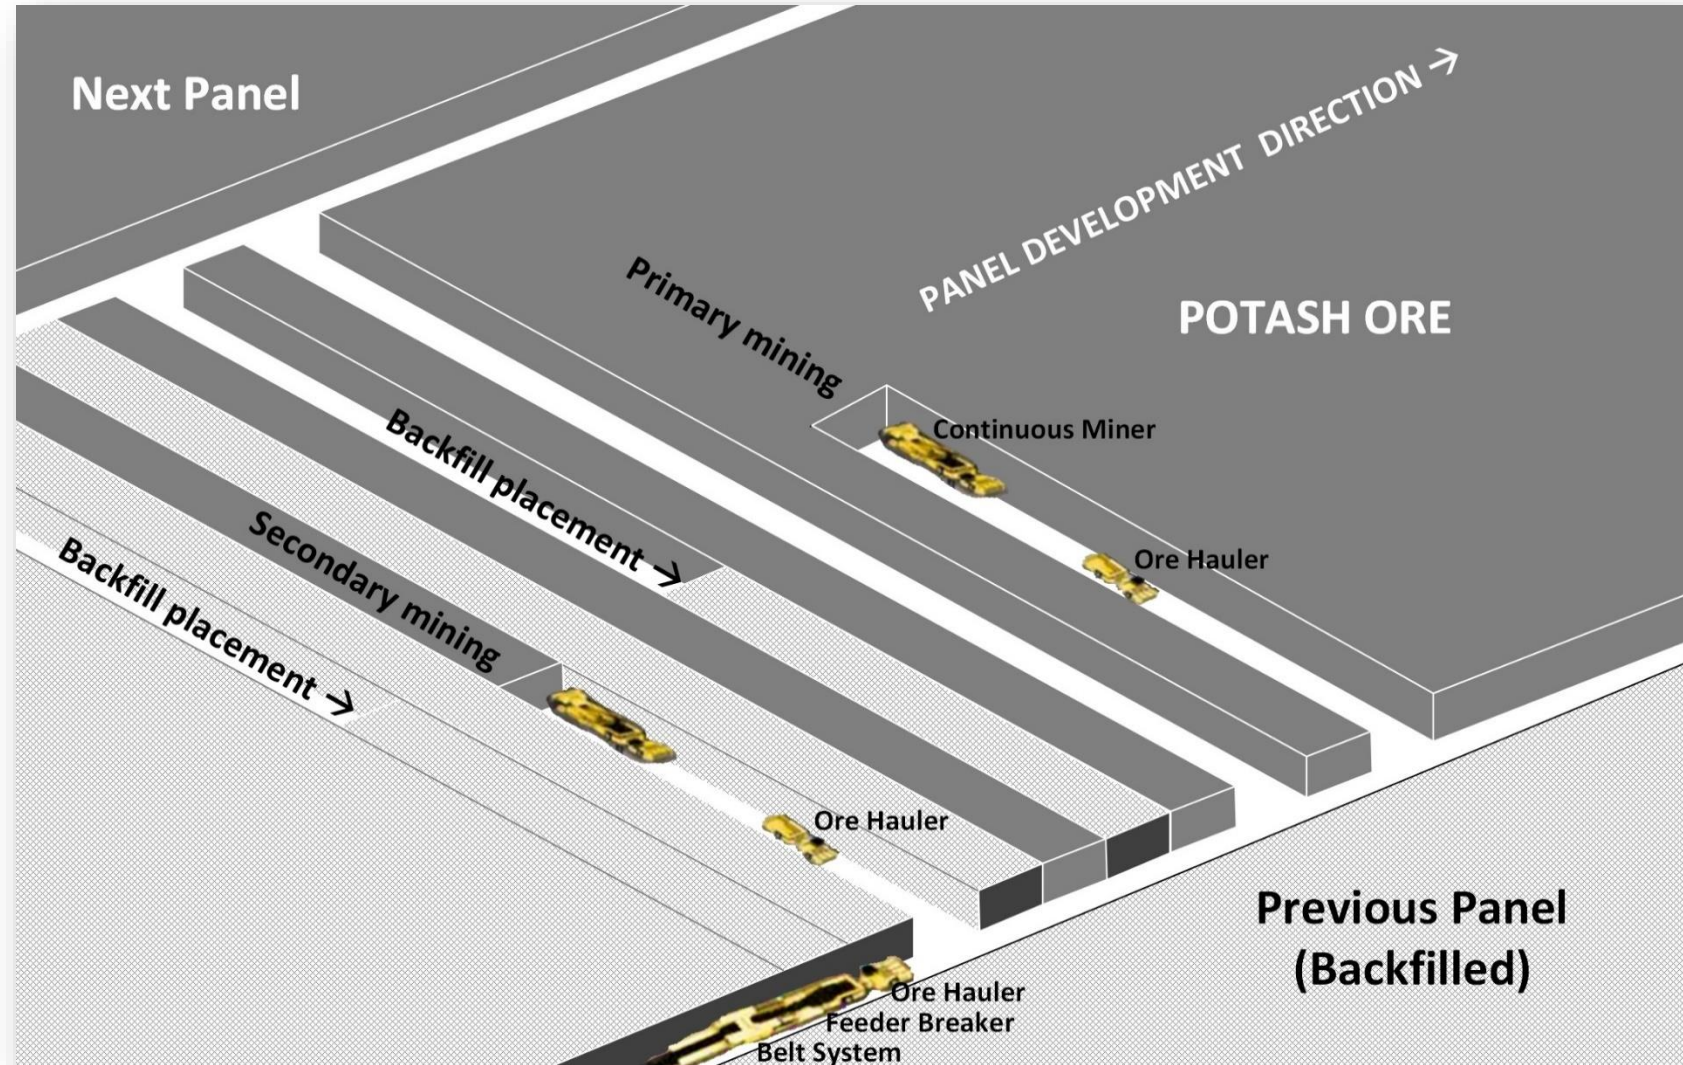 Next Panel
PANEL DEVELOPMENT DIRECTION →
Primary mining
POTASH ORE
Continuous Miner
Backfill placement →
Ore Hauler
Secondary mining
Backfill placement →
Ore Hauler
Previous Panel
(Backfilled)
Ore Hauler
Feeder Breaker
Belt System